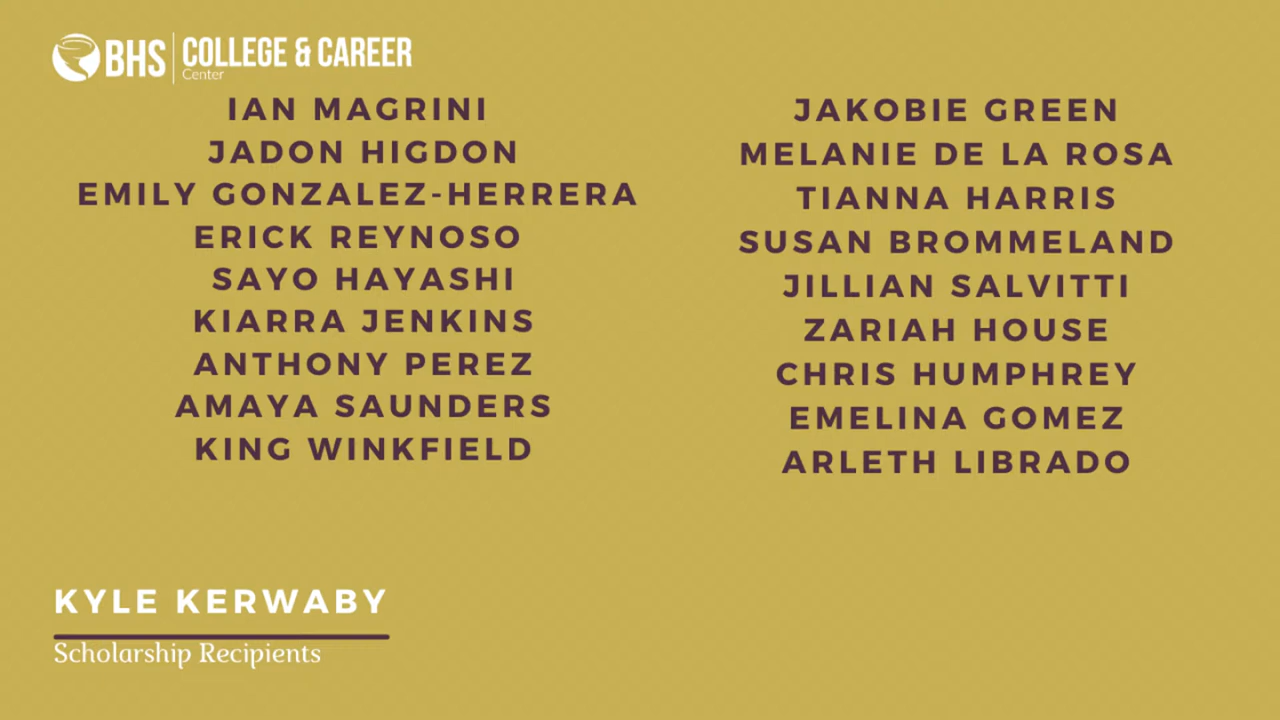 BHS COLLEGE & CAREER
Center
IAN MAGRINI
JADON HIGDON
EMILY GONZALEZ-HERRERA
ERICK REYNOSO
SAYO HAYASHI
KIARRA JENKINS
ANTHONY PEREZ
AMAYA SAUNDERS
KING WINKFIELD
JAKOBIE GREEN
MELANIE DE LA ROSA
TIANNA HARRIS
SUSAN BROMMELAND
JILLIAN SALVITTI
ZARIAH HOUSE
CHRIS HUMPHREY
EMELINA GOMEZ
ARLETH LIBRADO
KYLE KERWABY
Scholarship Recipients